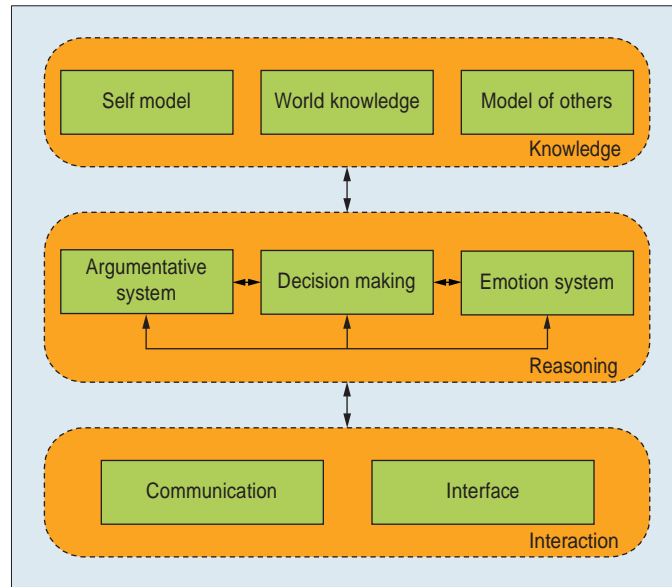 Self model
World knowledge
Model of others
Knowledge
Argumentative
system
Decision making
Emotion system
Reasoning
Communication
Interface
Interaction